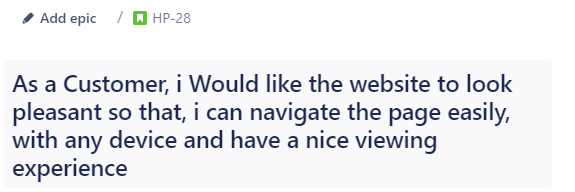 Add epic / HP-28
As a Customer, i Would like the website to look
pleasant so that, i can navigate the page easily,
with any device and have a nice viewing
experience